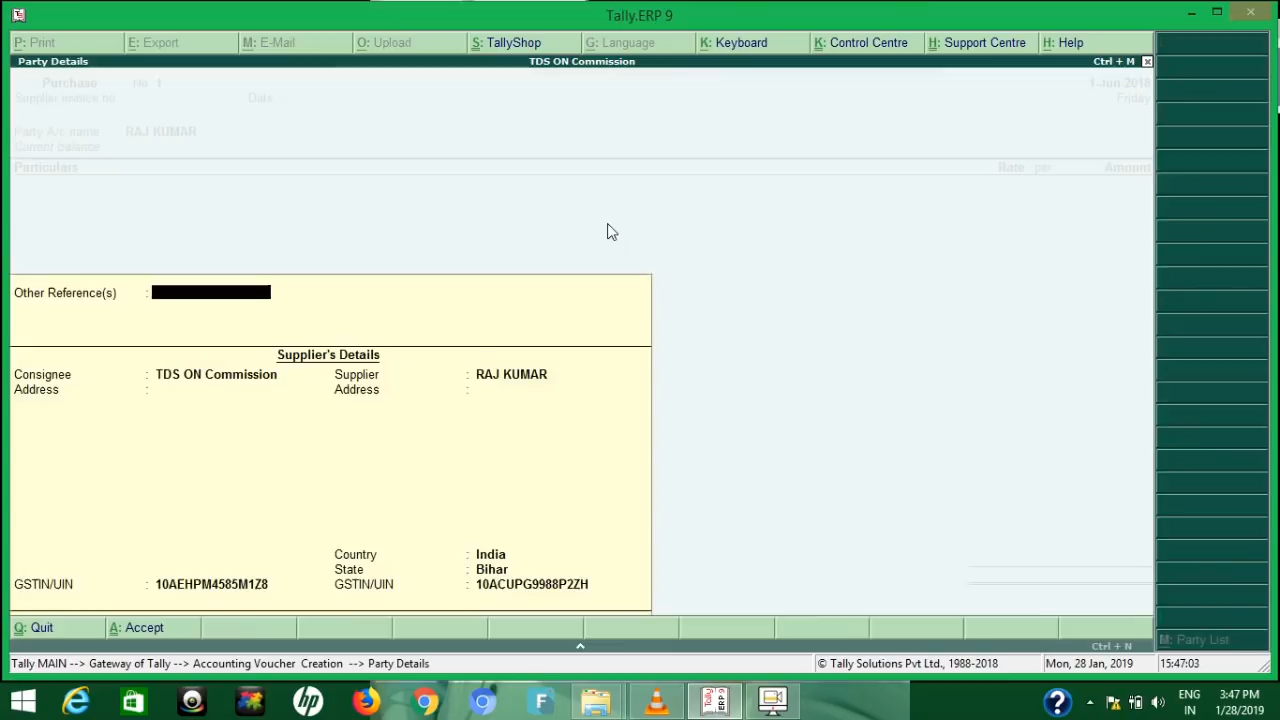 Tally.ERP 9
P: Print E: Export M: E-Mail O: Upload S: TallyShop G: Language K: Keyboard K: Control Centre H: Support Centre H: Help
Party Details TDS ON Commission Ctrl + M
Purchase No. 1 1-Jun-2018
Supplier invoice no. Date Friday
Party A/c name RAJ KUMAR
Current balance
Particulars Rate per Amount
Other Reference(s) :
Supplier's Details
Consignee : TDS ON Commission Supplier : RAJ KUMAR
Address : Address :
Country : India
State : Bihar
GSTIN/UIN : 10AEHPM4585M1Z8 GSTIN/UIN : 10ACUPG9988P2ZH
Q: Quit A: Accept
M: Party List
Ctrl + N
Tally MAIN --> Gateway of Tally --> Accounting Voucher Creation --> Party Details © Tally Solutions Pvt Ltd., 1988-2018 Mon, 28 Jan, 2019 15:47:03
ENG 3:47 PM
IN 1/28/2019